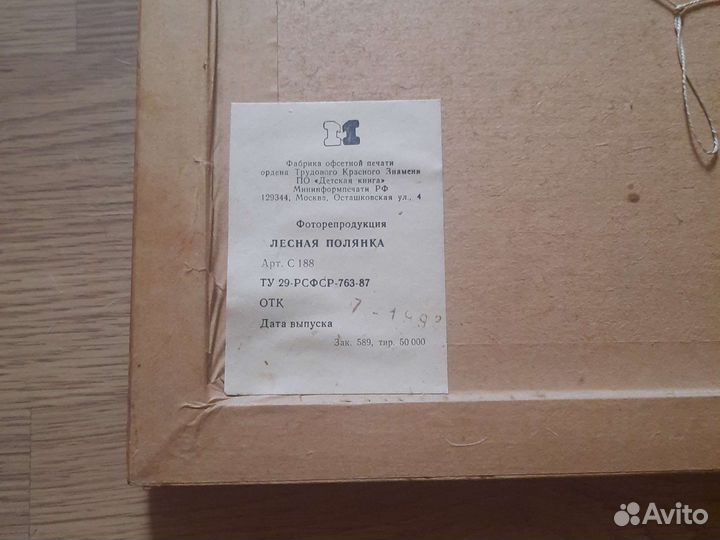 Фабрика офсетной печати
ордена Трудового Красного Знамени
ПО «Детская книга»
Мининформпечати РФ
129344, Москва, Осташковская ул., 4
Фоторепродукция
ЛЕСНАЯ ПОЛЯНКА
Арт. С 188
ТУ 29-РСФСР-763-87
ОТК
Дата выпуска
Зак. 589, тир. 50 000
Avito